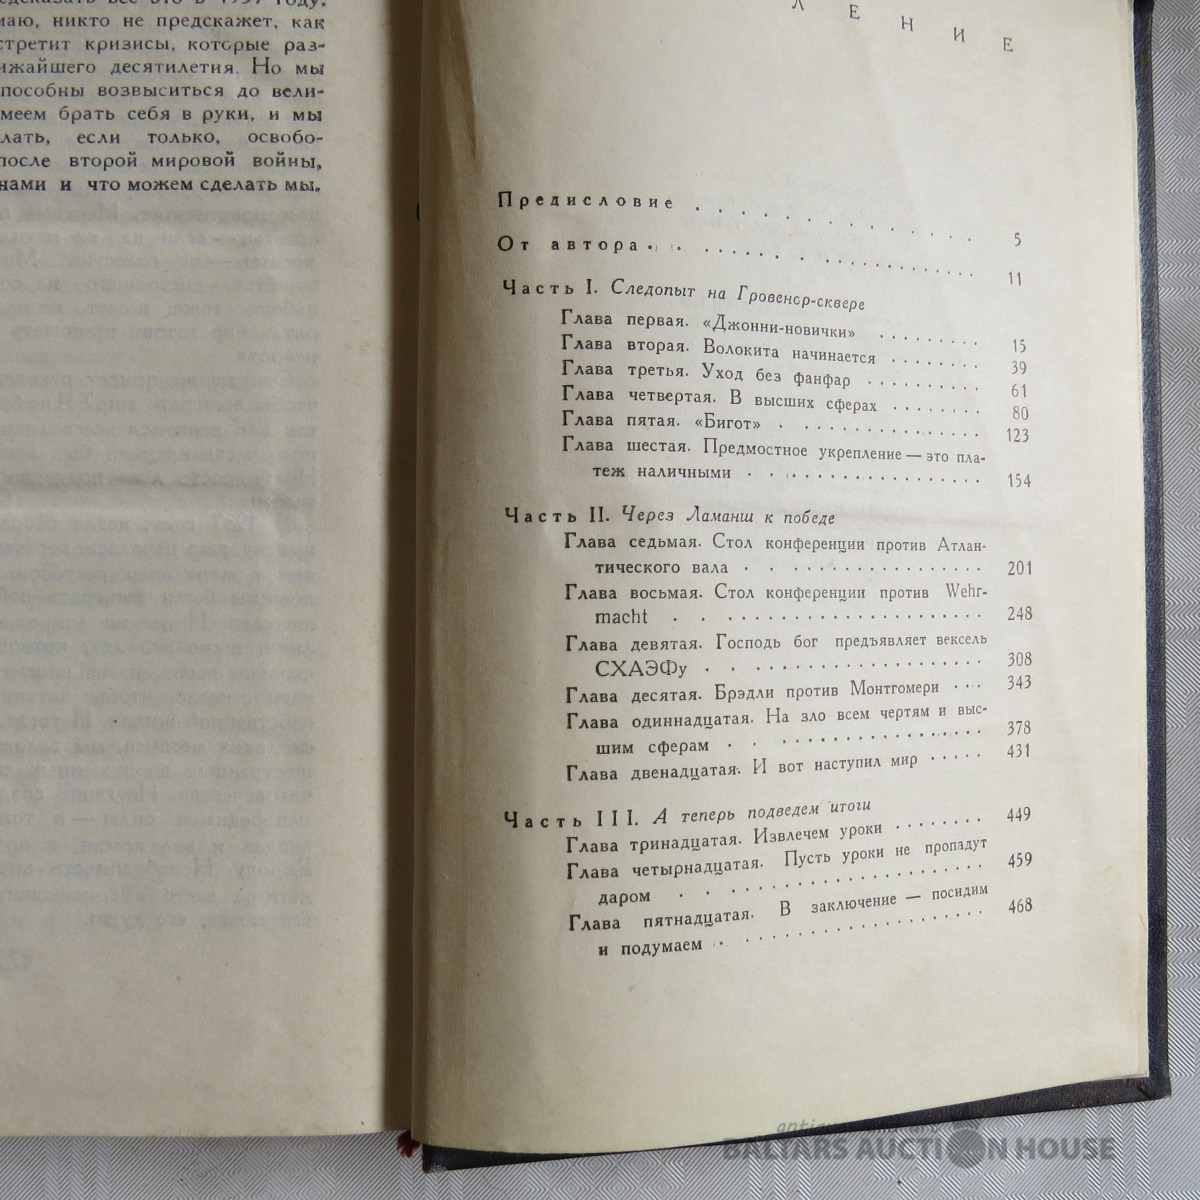 маю, никто не предскажет, как
стретит кризисы, которые раз-
ижайшего десятилетия. Но мы
пособны возвыситься до вели-
меем брать себя в руки, и мы
лать, если только, освобо-
после второй мировой войны,
нами и что можем сделать мы.
ЛЕНИЕ
Предисловие 5
От автора 11
Часть I. Следопыт на Гровенор-сквере
Глава первая. «Джонни-новички» 15
Глава вторая. Волокита начинается 39
Глава третья. Уход без фанфар 61
Глава четвертая. В высших сферах 80
Глава пятая. «Бигот» 123
Глава шестая. Предмостное укрепление — это пла-
теж наличными 154
Часть II. Через Ламанш к победе
Глава седьмая. Стол конференции против Атлан-
тического вала 201
Глава восьмая. Стол конференции против Wehr-
macht 248
Глава девятая. Господь бог предъявляет вексель
СХАЭФу 308
Глава десятая. Брэдли против Монтгомери 343
Глава одиннадцатая. На зло всем чертям и выс-
шим сферам 378
Глава двенадцатая. И вот наступил мир 431
Часть III. А теперь подведем итоги
Глава тринадцатая. Извлечем уроки 449
Глава четырнадцатая. Пусть уроки не пропадут
даром 459
Глава пятнадцатая. В заключение — посидим
и подумаем 468
BALTARS AUCTION HOUSE